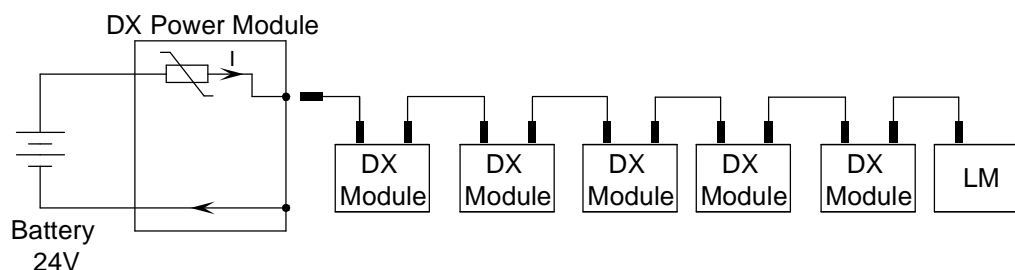 DX Power Module
I
DX
Module
DX
Module
DX
Module
DX
Module
DX
Module
LM
Battery
24V